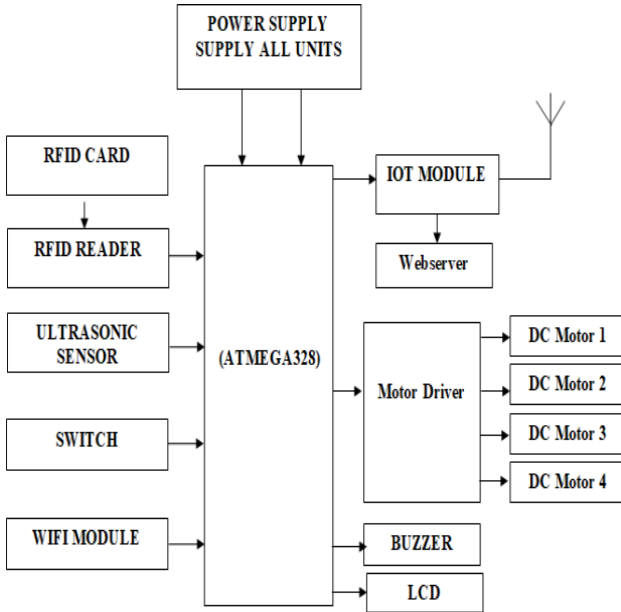 POWER SUPPLY
SUPPLY ALL UNITS
RFID CARD
RFID READER
ULTRASONIC
SENSOR
SWITCH
WIFI MODULE
(ATMEGA328)
IOT MODULE
Webserver
Motor Driver
DC Motor 1
DC Motor 2
DC Motor 3
DC Motor 4
BUZZER
LCD